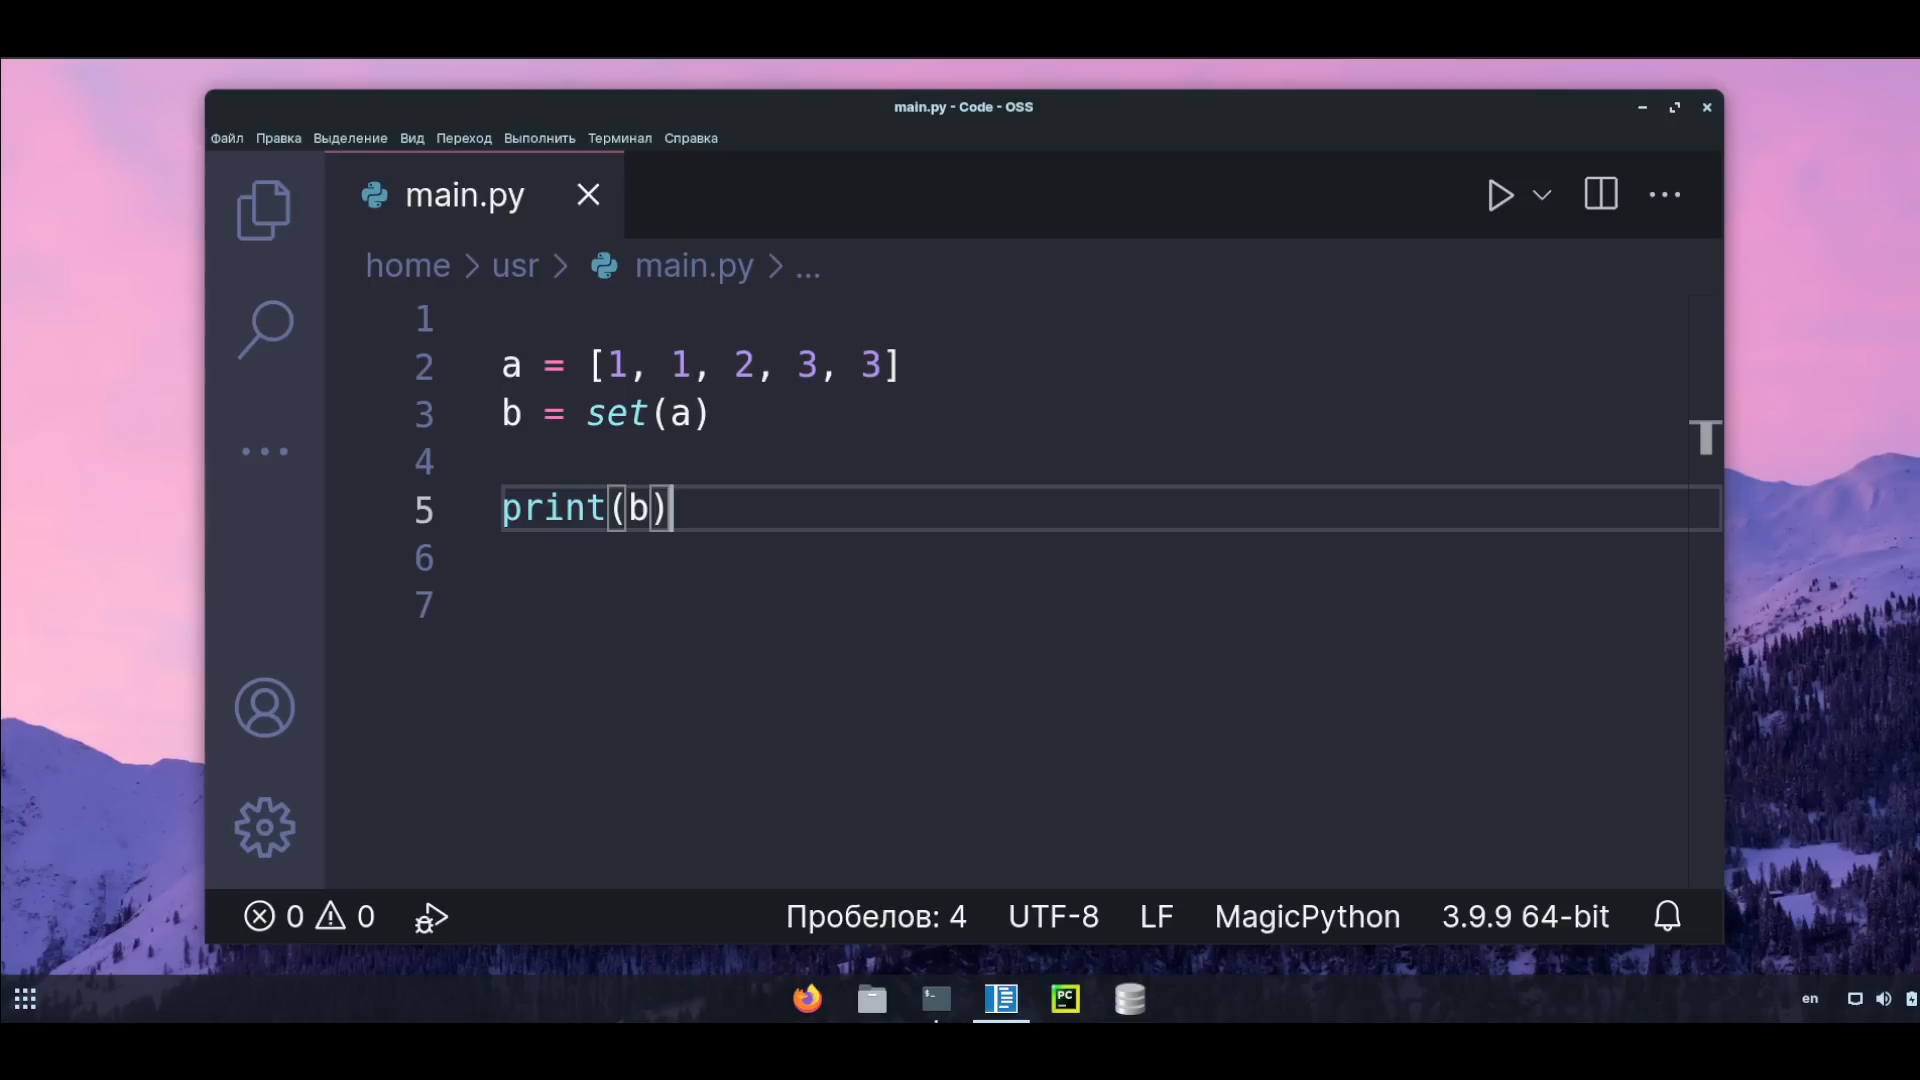 main.py - Code - OSS
Файл Правка Выделение Вид Переход Выполнить Терминал Справка
main.py
home > usr > main.py > ...
1
2 a = [1, 1, 2, 3, 3]
3 b = set(a)
4
5 print(b)
6
7
0 0 Пробелов: 4 UTF-8 LF MagicPython 3.9.9 64-bit
PC en